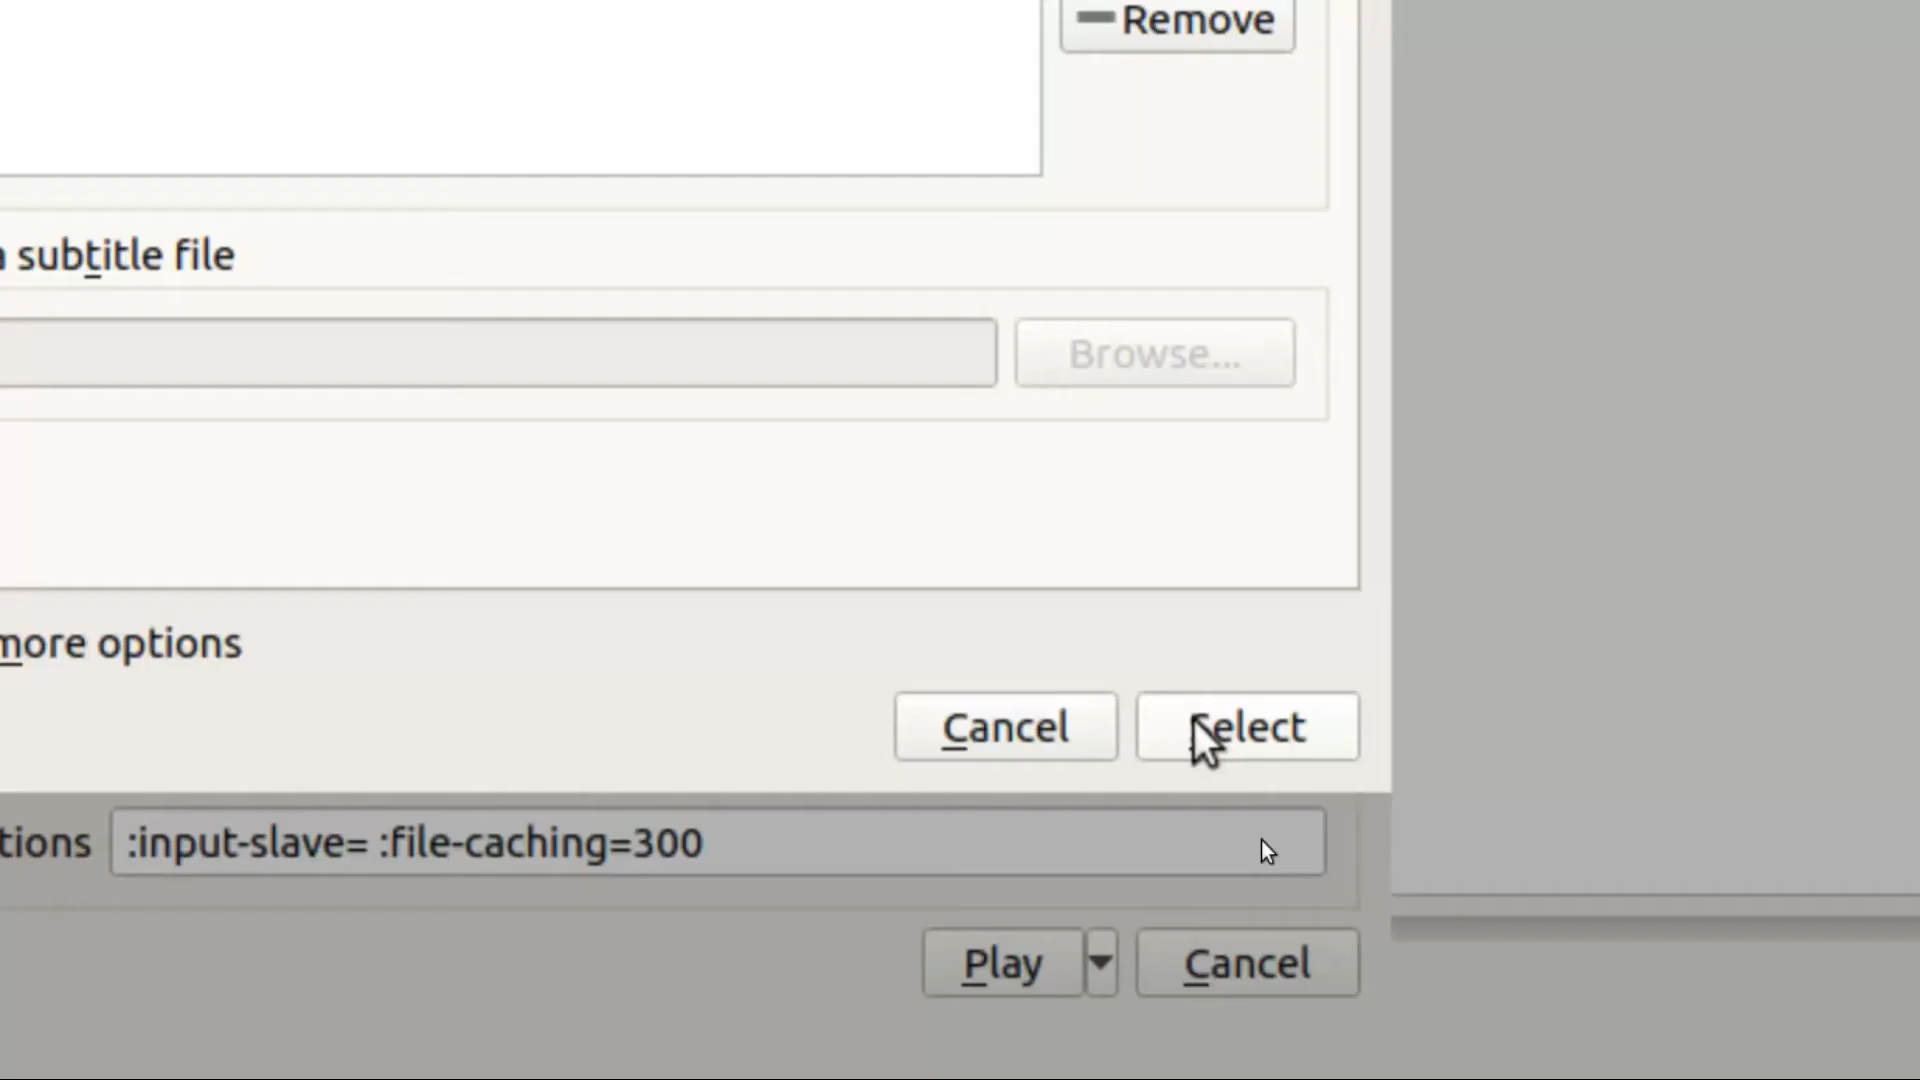 Remove
subtitle file
Browse...
more options
Cancel Select
tions :input-slave= :file-caching=300
Play Cancel